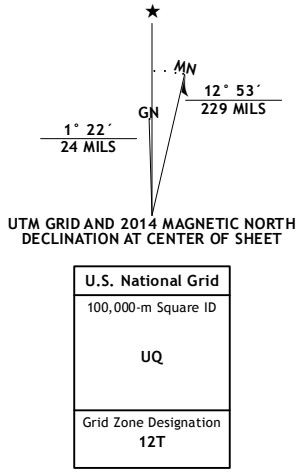 MN
GN
12° 53´
229 MILS
1° 22´
24 MILS
UTM GRID AND 2014 MAGNETIC NORTH
DECLINATION AT CENTER OF SHEET
U.S. National Grid
100,000-m Square ID
UQ
Grid Zone Designation
12T